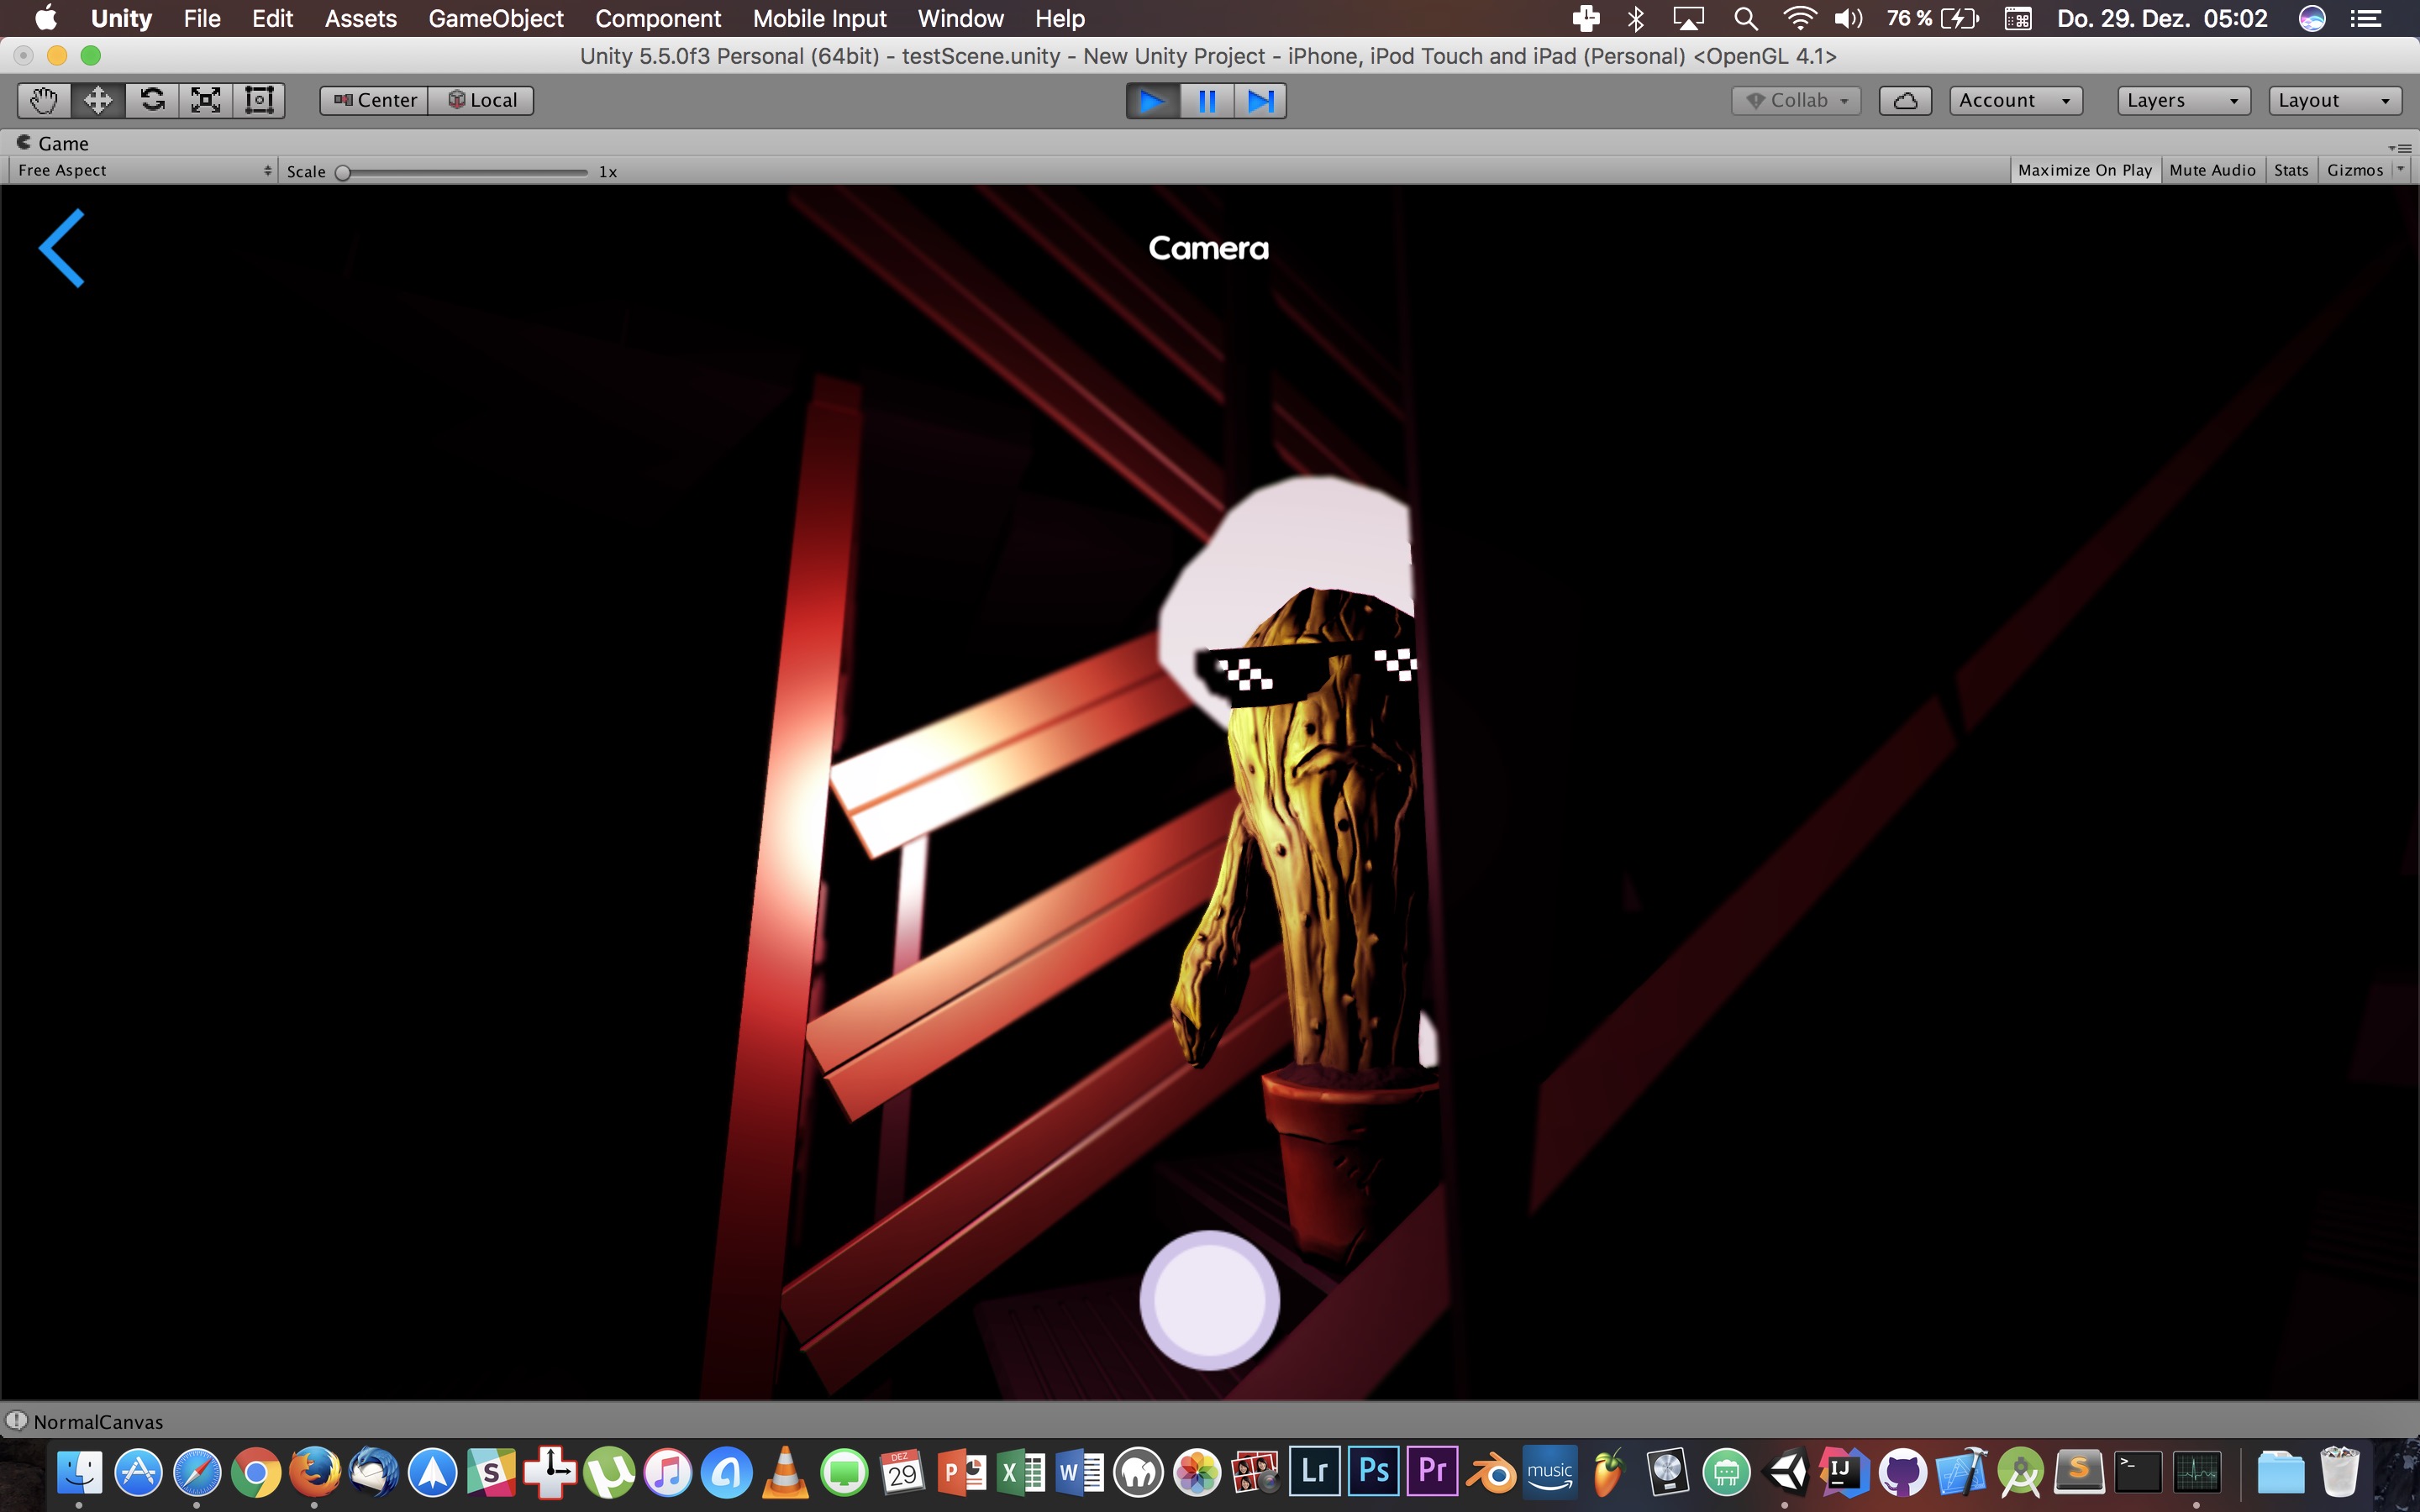 Unity File Edit Assets GameObject Component Mobile Input Window Help 76 % Do. 29. Dez. 05:02
Unity 5.5.0f3 Personal (64bit) - testScene.unity - New Unity Project - iPhone, iPod Touch and iPad (Personal) <OpenGL 4.1>
Center Local Collab Account Layers Layout
Game
Free Aspect Scale 1x Maximize On Play Mute Audio Stats Gizmos
Camera
NormalCanvas
S DEZ 29 P X W Lr Ps Pr music IJ S >_